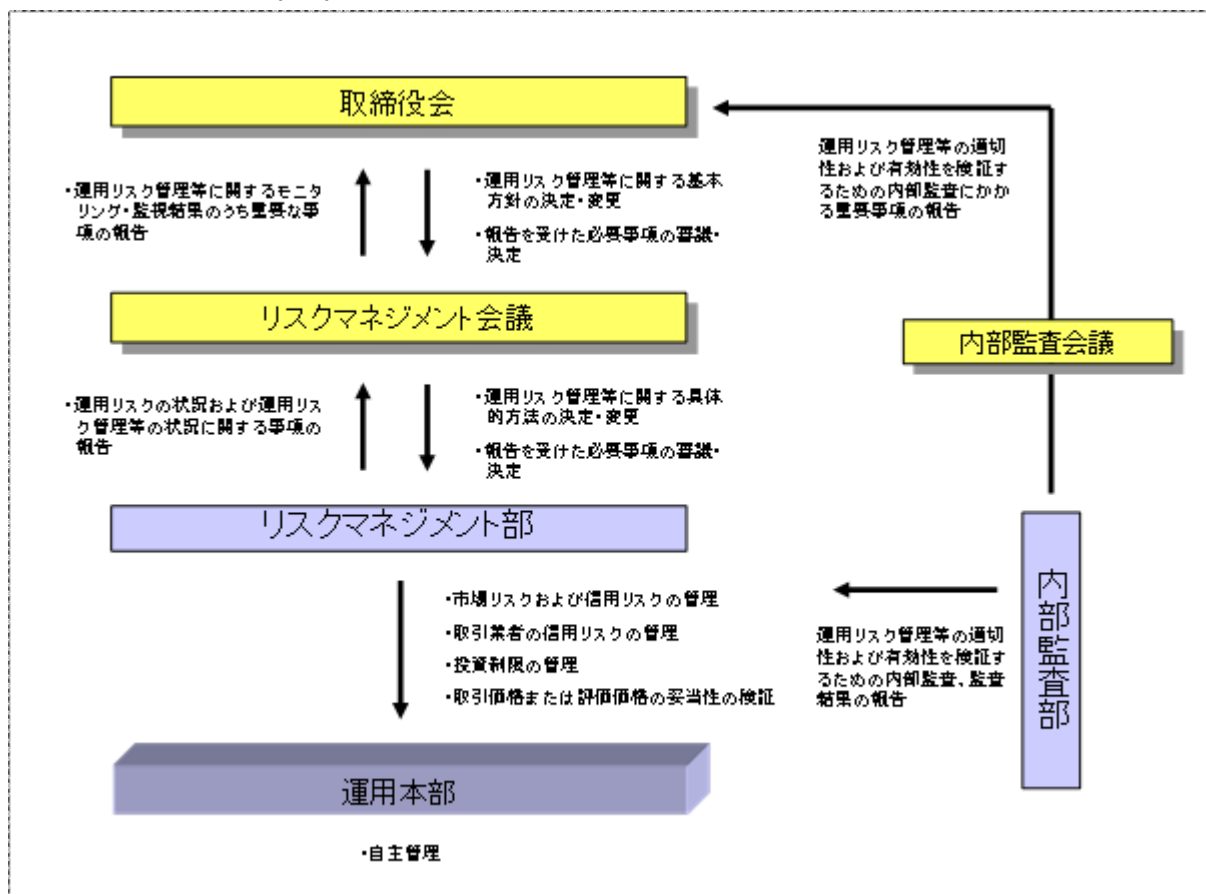 取締役会
・運用リスク管理等に関するモニ
タリング・監視結果のうち重要な事
項の報告
・運用リスク管理等に関する基本
方針の決定・変更
・報告を受けた必要事項の審議・
決定
運用リスク管理等の適切
性および有効性を検証す
るための内部監査にかか
る重要事項の報告
リスクマネジメント会議
内部監査会議
・運用リスクの状況および運用リス
ク管理等の状況に関する事項の
報告
・運用リスク管理等に関する具体
的方法の決定・変更
・報告を受けた必要事項の審議・
決定
リスクマネジメント部
・市場リスクおよび信用リスクの管理
・取引業者の信用リスクの管理
・投資制限の管理
・取引価格または評価価格の妥当性の検証
運用リスク管理等の適切
性および有効性を検証す
るための内部監査、監査
結果の報告
内部監査部
運用本部
・自主管理